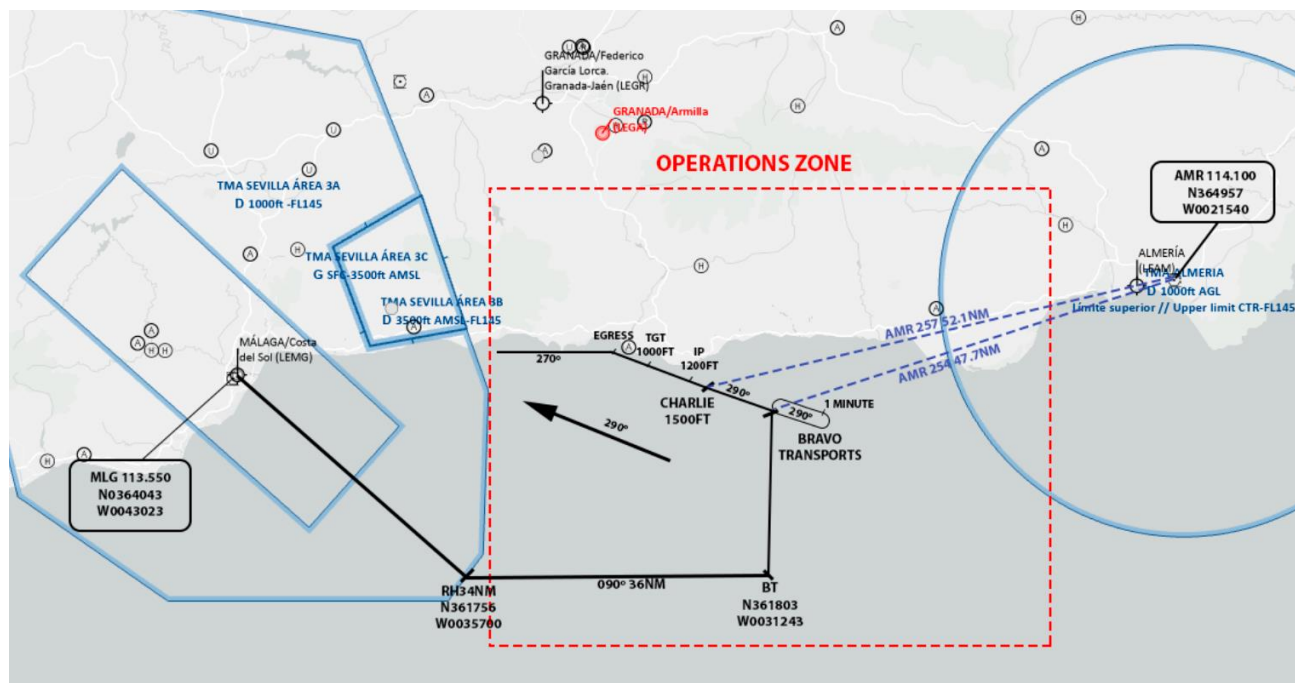 GRANADA/Federico
García Lorca.
Granada-Jaén (LEGR)
GRANADA/Armilla
(LEGA)
OPERATIONS ZONE
TMA SEVILLA ÁREA 3A
D 1000ft -FL145
AMR 114.100
N364957
W0021540
TMA SEVILLA ÁREA 3C
G SFC-3500ft AMSL
TMA SEVILLA ÁREA 3B
D 3500ft AMSL-FL145
ALMERÍA
(LEAM)
TMA ALMERIA
D 1000ft AGL
Límite superior // Upper limit CTR-FL145
MÁLAGA/Costa
del Sol (LEMG)
AMR 257 52.1NM
AMR 254 47.7NM
EGRESS
TGT
1000FT
IP
1200FT
270º
290º
CHARLIE
1500FT
290º
1 MINUTE
BRAVO
TRANSPORTS
290º
MLG 113.550
N0364043
W0043023
090º 36NM
RH34NM
N361756
W0035700
BT
N361803
W0031243